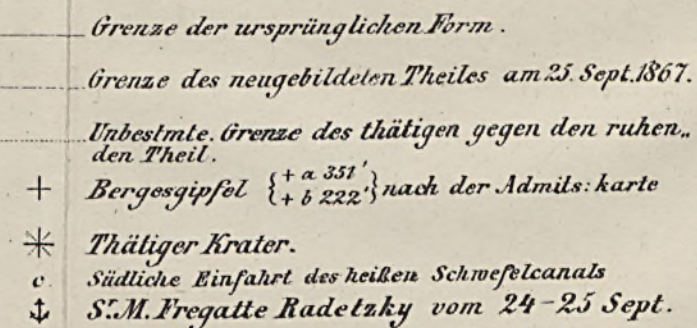 Grenze der ursprünglichen Form.
Grenze des neugebildeten Theiles am 25. Sept. 1867.
Unbestmte. Grenze des thätigen gegen den ruhen„
den Theil.
+ Bergesgipfel {+ a 351' + b 222'} nach der Admits: karte
Thätiger Krater.
c. Südliche Einfahrt des heißen Schwefelcanals
⚓ Sr. M. Fregatte Radetzky vom 24-25 Sept.